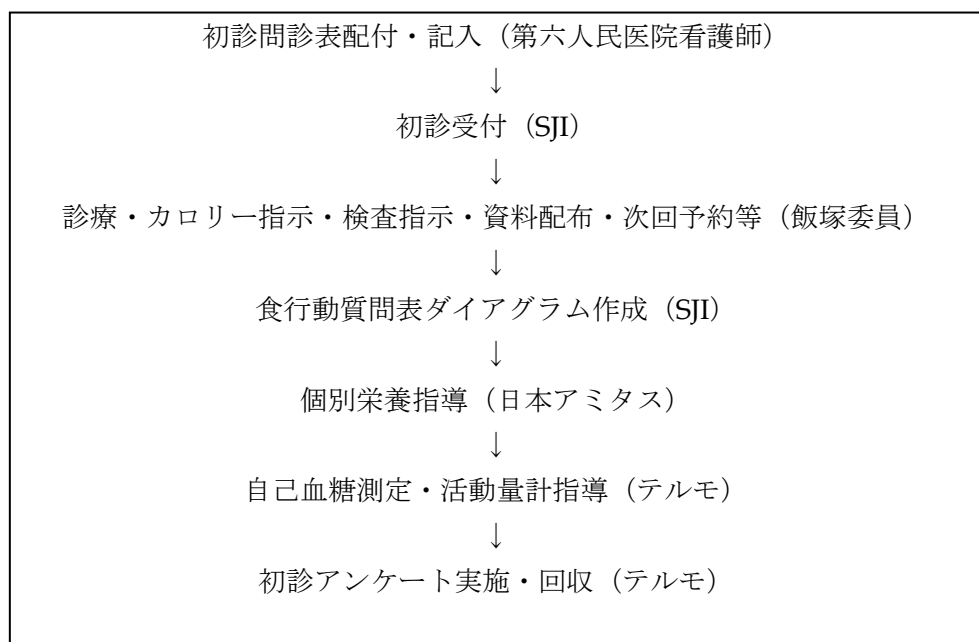 初診問診表配付・記入（第六人民医院看護師）
↓
初診受付（SJI）
↓
診療・カロリー指示・検査指示・資料配布・次回予約等（飯塚委員）
↓
食行動質問表ダイアグラム作成（SJI）
↓
個別栄養指導（日本アミタス）
↓
自己血糖測定・活動量計指導（テルモ）
↓
初診アンケート実施・回収（テルモ）